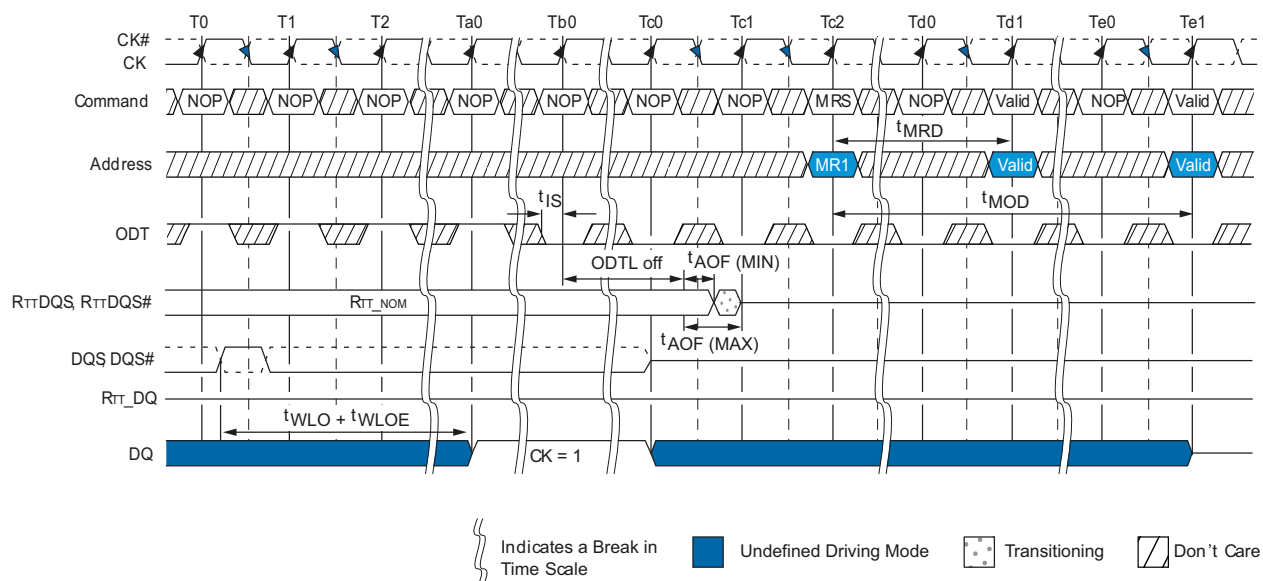 T0 T1 T2 Ta0 Tb0 Tc0 Tc1 Tc2 Td0 Td1 Te0 Te1
CK#
CK
Command NOP NOP NOP NOP NOP NOP NOP MRS NOP Valid NOP Valid
tMRD
Address MR1 Valid Valid
tIS tMOD
ODT
ODTL off tAOF (MIN)
RTTDQS, RTTDQS# RTT_NOM
tAOF (MAX)
DQS, DQS#
RTT_DQ
tWLO + tWLOE
DQ CK = 1
Indicates a Break in
Time Scale
Undefined Driving Mode
Transitioning
Don't Care